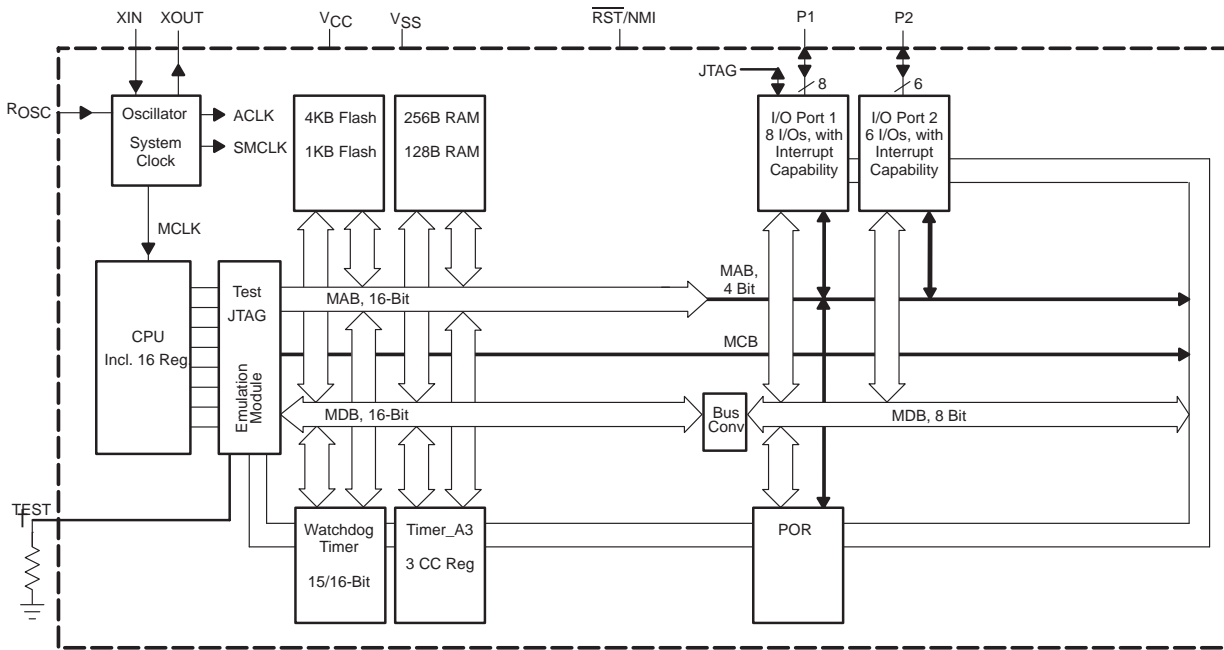 XIN XOUT VCC VSS RST/NMI P1 P2
JTAG
8 6
ROSC
Oscillator
System
Clock
ACLK
SMCLK
4KB Flash
1KB Flash
256B RAM
128B RAM
I/O Port 1
8 I/Os, with
Interrupt
Capability
I/O Port 2
6 I/Os, with
Interrupt
Capability
MCLK
CPU
Incl. 16 Reg
Test
JTAG
Emulation
Module
MAB, 16-Bit
MAB,
4 Bit
MCB
MDB, 16-Bit
Bus
Conv
MDB, 8 Bit
TEST
Watchdog
Timer
15/16-Bit
Timer_A3
3 CC Reg
POR